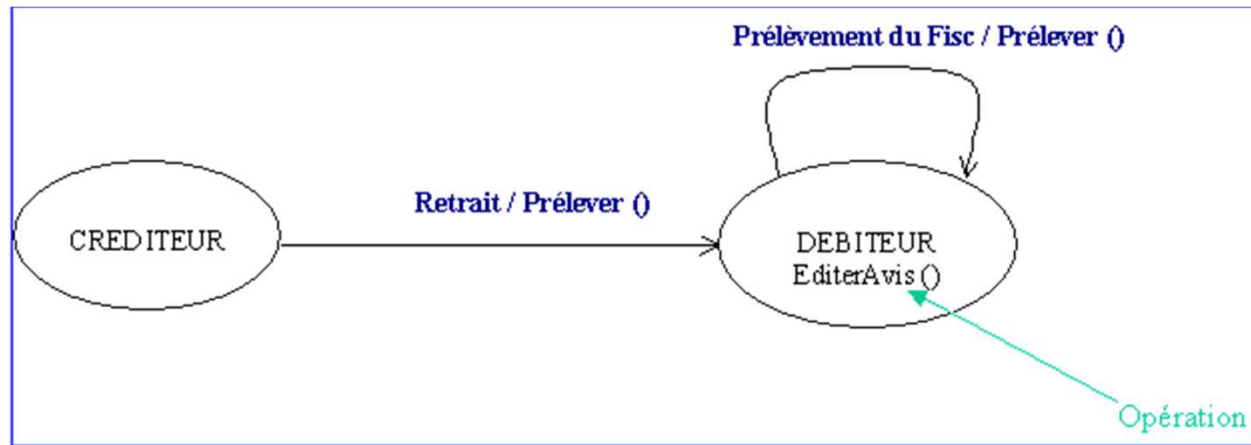 Prélèvement du Fisc / Prélever ()
Retrait / Prélever ()
CREDITEUR
DEBITEUR
EditerAvis ()
Opération